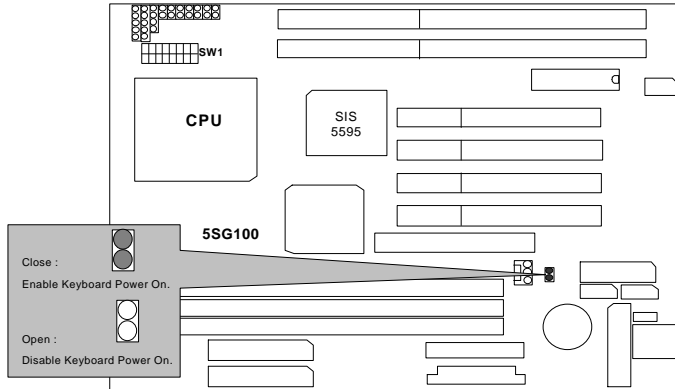 SW1
CPU
SIS
5595
5SG100
Close :
Enable Keyboard Power On.
Open :
Disable Keyboard Power On.